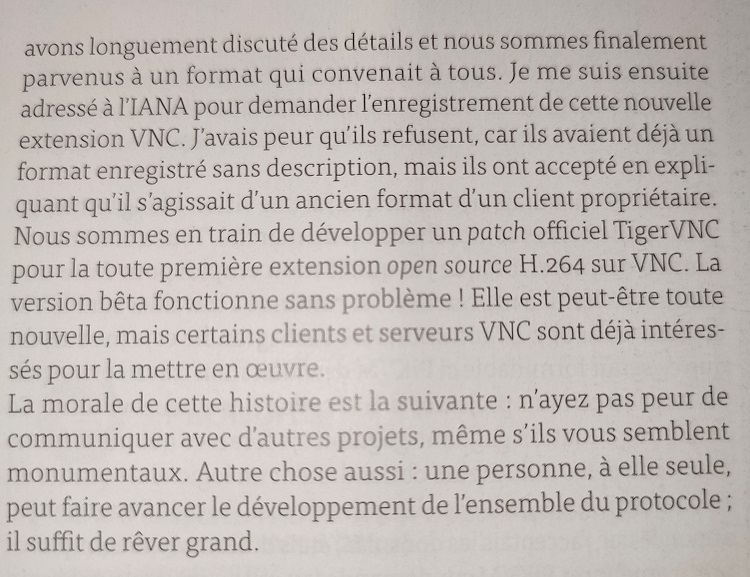 avons longuement discuté des détails et nous sommes finalement
parvenus à un format qui convenait à tous. Je me suis ensuite
adressé à l'IANA pour demander l'enregistrement de cette nouvelle
extension VNC. J'avais peur qu'ils refusent, car ils avaient déjà un
format enregistré sans description, mais ils ont accepté en expli-
quant qu'il s'agissait d'un ancien format d'un client propriétaire.
Nous sommes en train de développer un patch officiel TigerVNC
pour la toute première extension open source H.264 sur VNC. La
version bêta fonctionne sans problème ! Elle est peut-être toute
nouvelle, mais certains clients et serveurs VNC sont déjà intéres-
sés pour la mettre en œuvre.
La morale de cette histoire est la suivante : n'ayez pas peur de
communiquer avec d'autres projets, même s'ils vous semblent
monumentaux. Autre chose aussi : une personne, à elle seule,
peut faire avancer le développement de l'ensemble du protocole ;
il suffit de rêver grand.